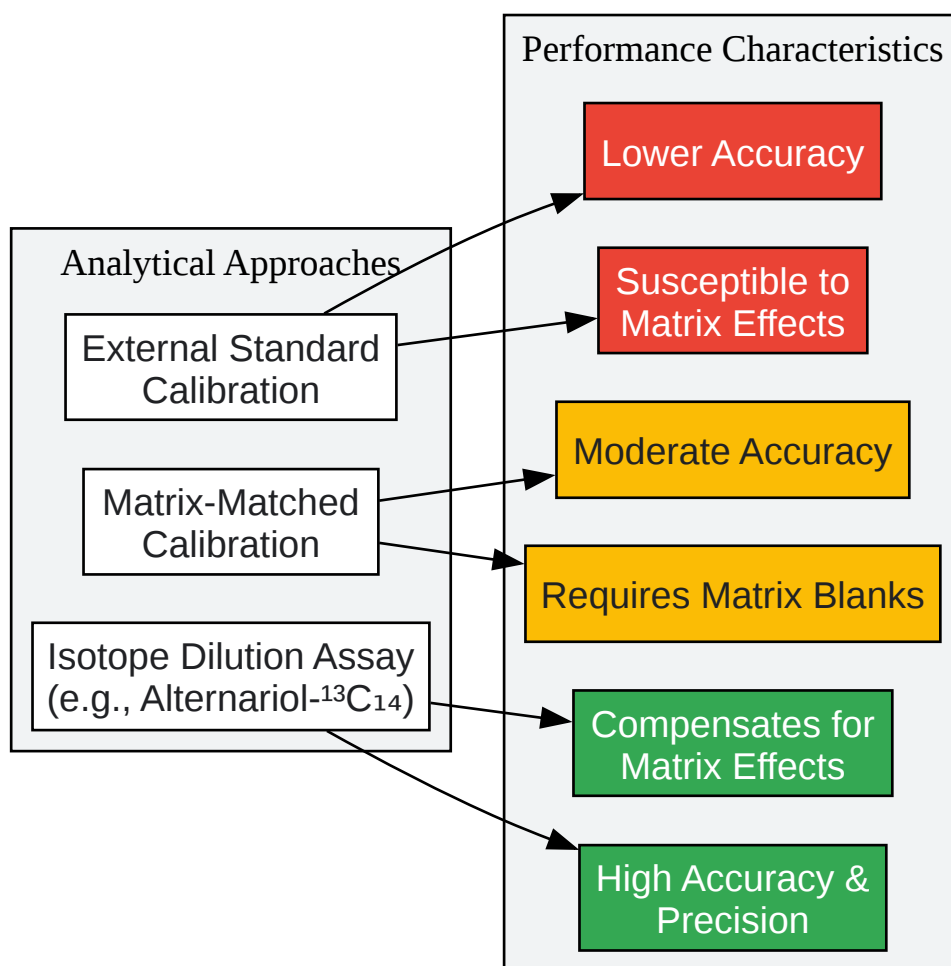 Performance Characteristics
Lower Accuracy
Susceptible to
Matrix Effects
Moderate Accuracy
Requires Matrix Blanks
Compensates for
Matrix Effects
High Accuracy &
Precision
Analytical Approaches
External Standard
Calibration
Matrix-Matched
Calibration
Isotope Dilution Assay
(e.g., Alternariol-¹³C₁₄)